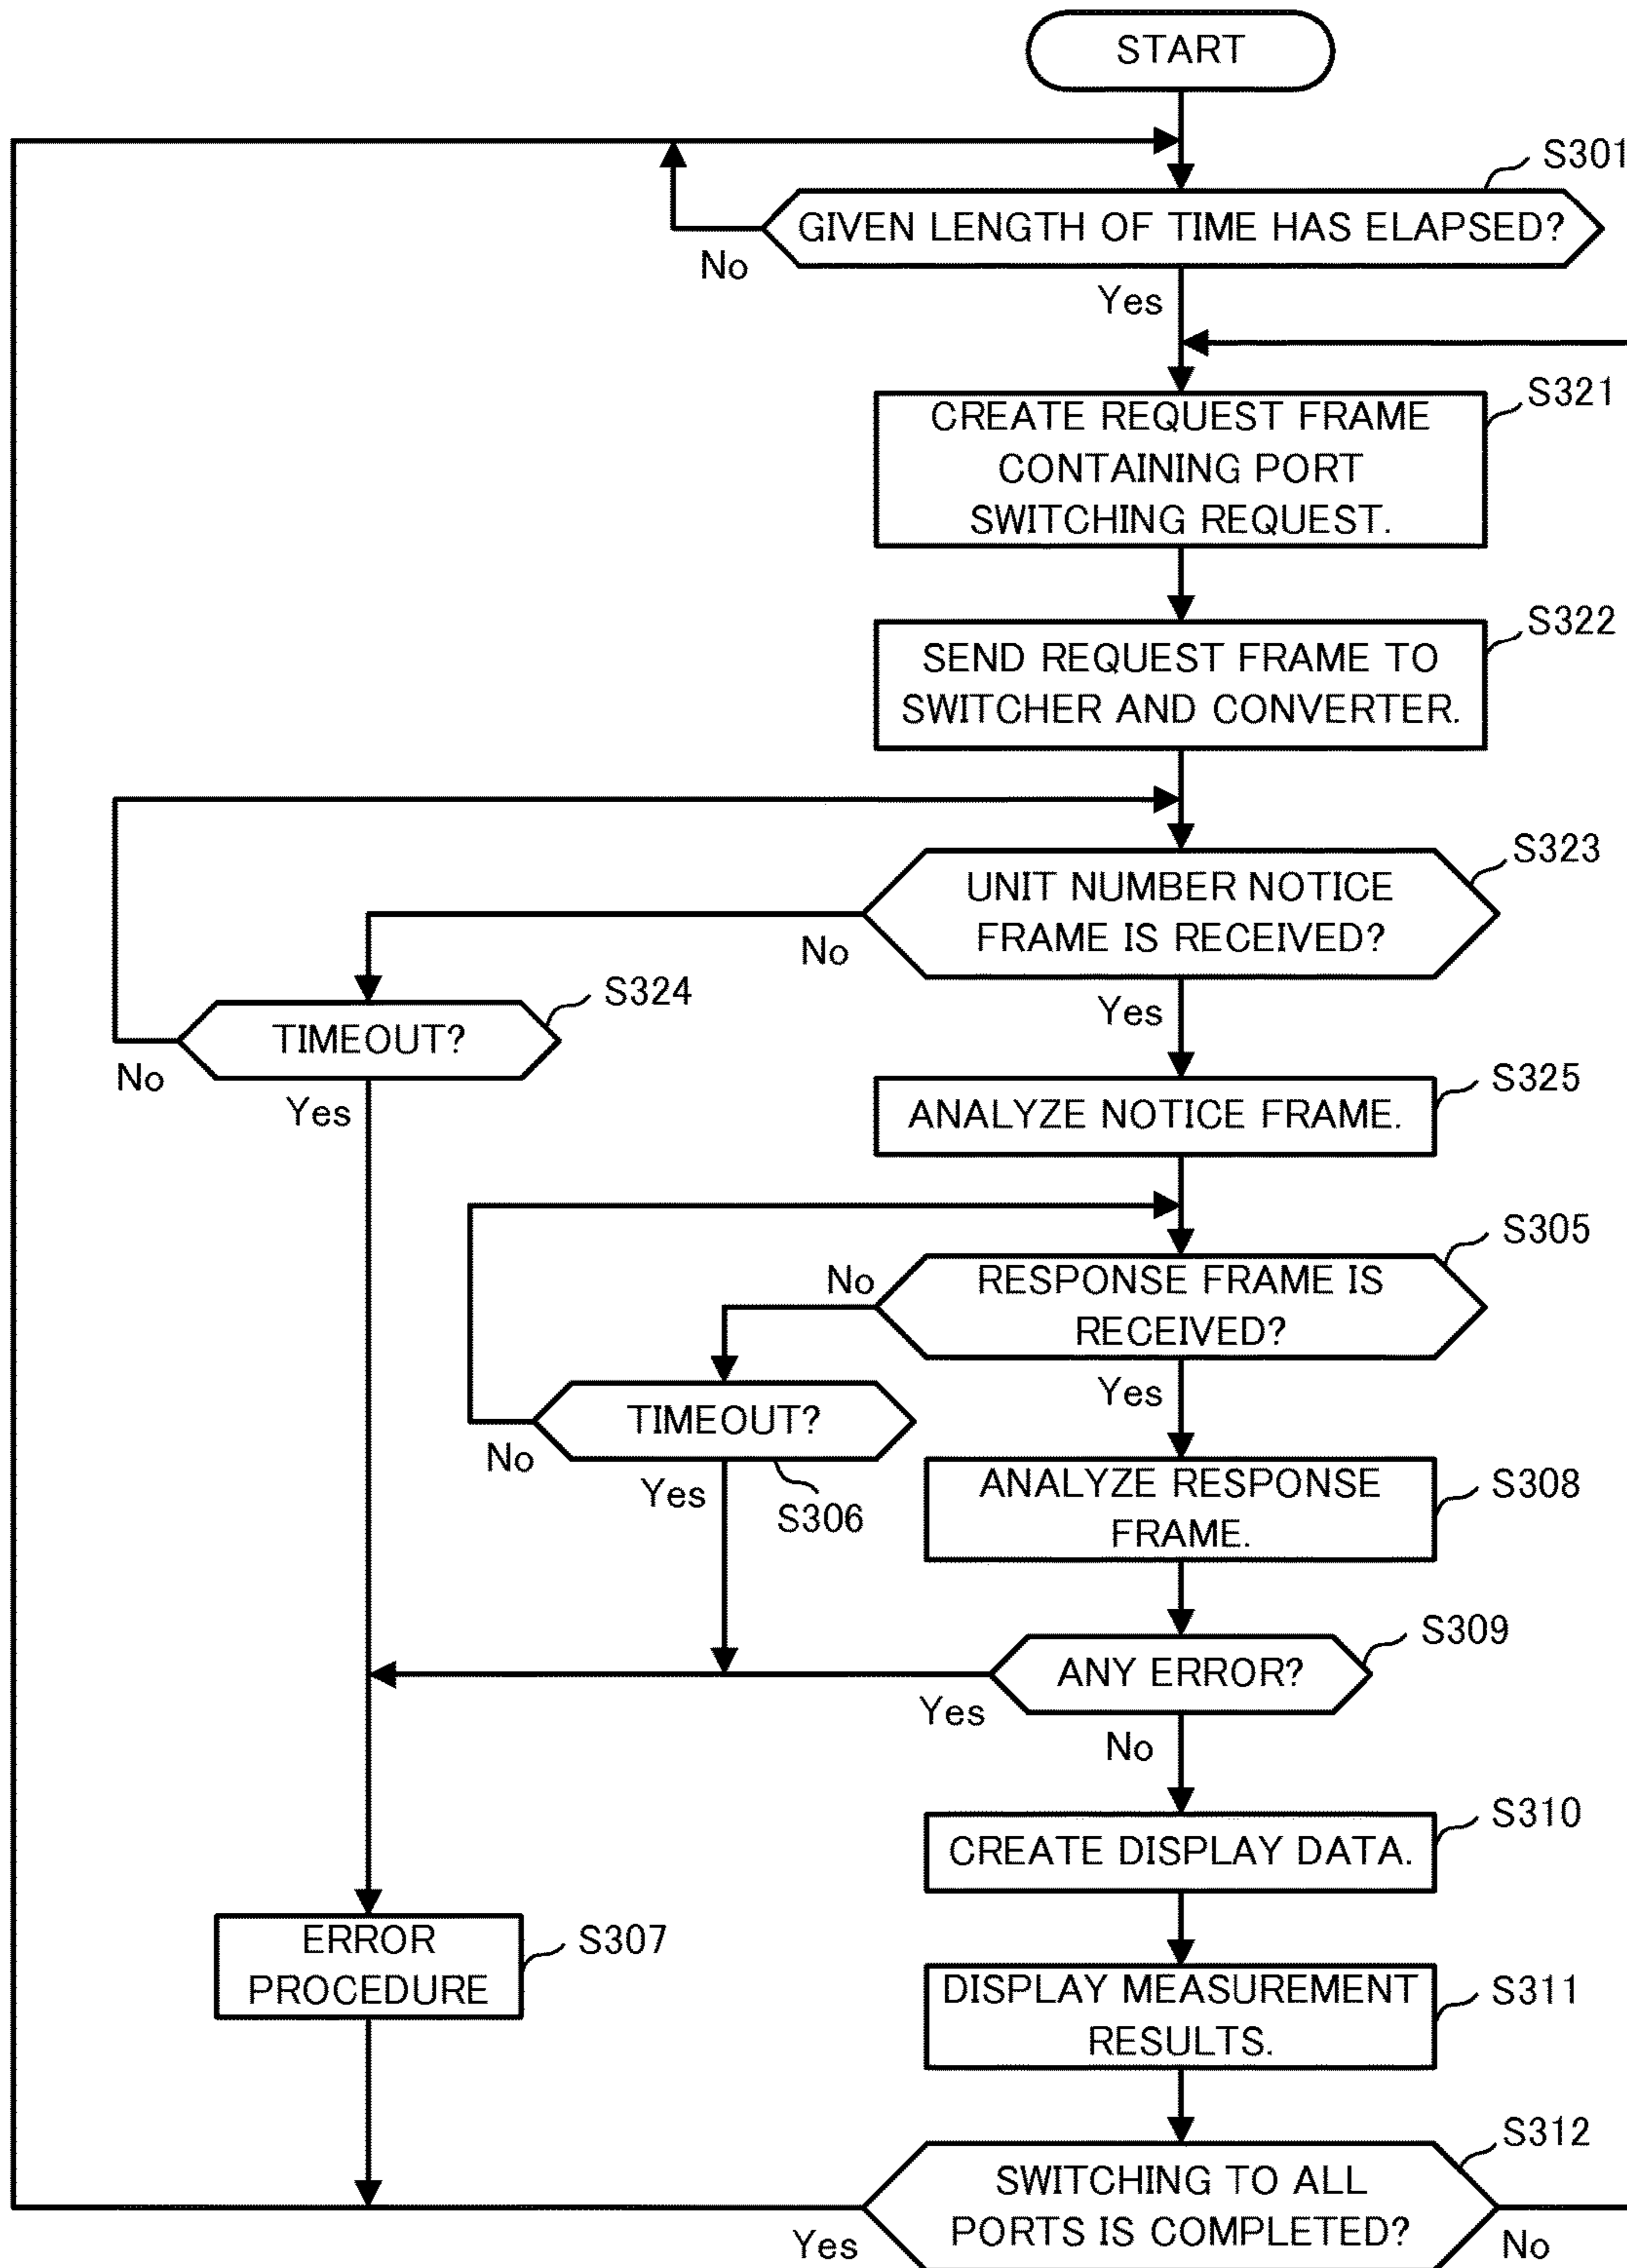 START
S301
GIVEN LENGTH OF TIME HAS ELAPSED?
No
Yes
S321
CREATE REQUEST FRAME
CONTAINING PORT
SWITCHING REQUEST.
S322
SEND REQUEST FRAME TO
SWITCHER AND CONVERTER.
S323
UNIT NUMBER NOTICE
FRAME IS RECEIVED?
No
Yes
S324
TIMEOUT?
No
Yes
S325
ANALYZE NOTICE FRAME.
S305
RESPONSE FRAME IS
RECEIVED?
No
Yes
TIMEOUT?
No
Yes
S306
S308
ANALYZE RESPONSE
FRAME.
S309
ANY ERROR?
Yes
No
S310
CREATE DISPLAY DATA.
S307
ERROR
PROCEDURE
S311
DISPLAY MEASUREMENT
RESULTS.
S312
SWITCHING TO ALL
PORTS IS COMPLETED?
Yes
No